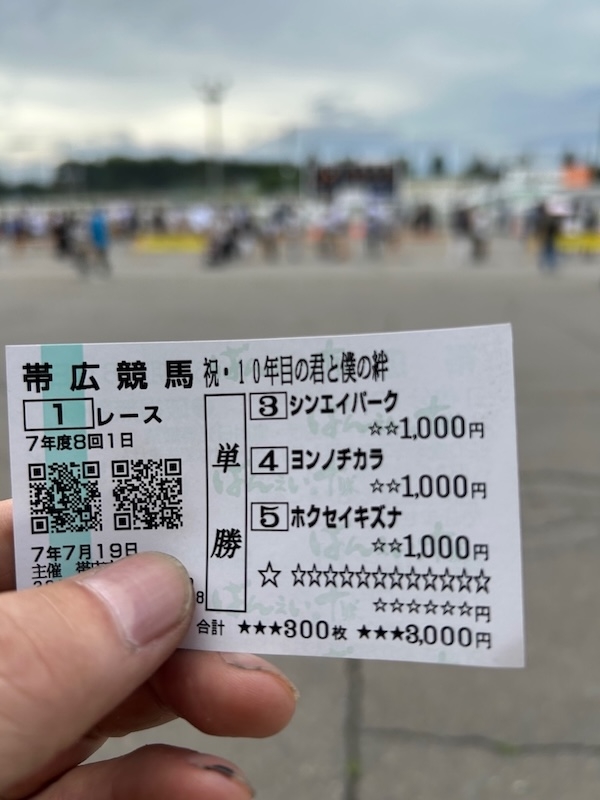 帯広競馬 祝・10年目の君と僕の絆
1 レース
7年度8回1日
7年7月19日
主催
単勝
3 シンエイパーク
☆☆1,000円
4 ヨンノチカラ
☆☆1,000円
5 ホクセイキズナ
☆☆1,000円
☆ ☆☆☆☆☆☆☆☆☆☆☆☆
☆☆☆☆☆☆円
合計 ★★★300枚 ★★★3,000円